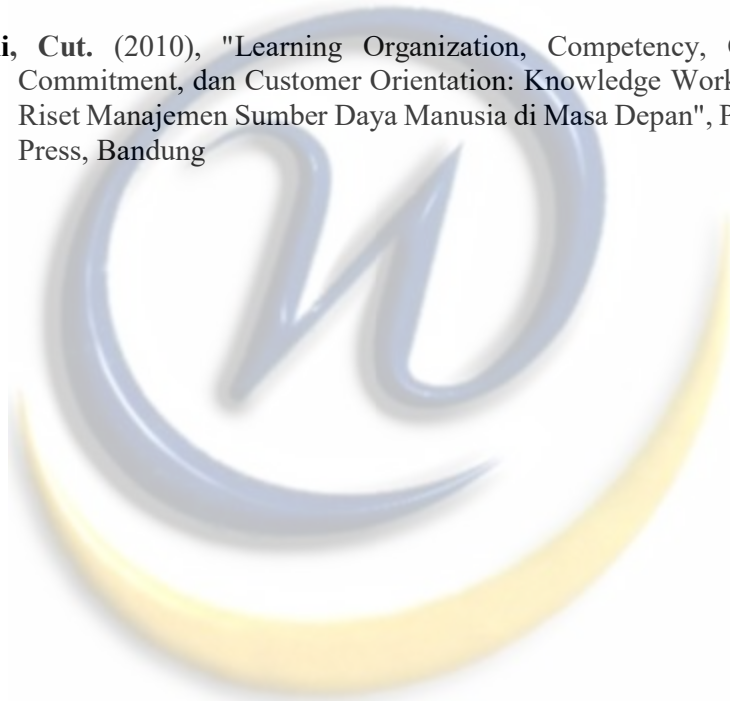 i, Cut. (2010), "Learning Organization, Competency,
Commitment, dan Customer Orientation: Knowledge Work
Riset Manajemen Sumber Daya Manusia di Masa Depan", P
Press, Bandung